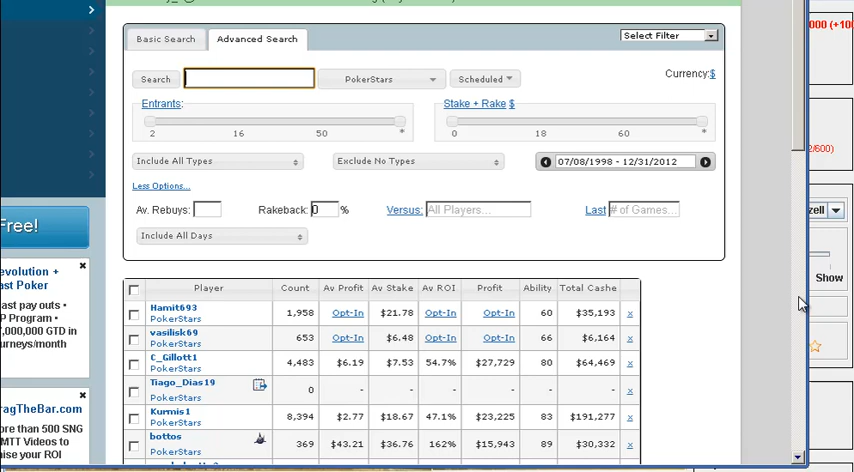 000 (+10
Basic Search
Advanced Search
Select Filter
Search
PokerStars
Scheduled
Currency:$
Entrants:
Stake + Rake $
2 16 50 *
0 18 60 *
/600)
Include All Types
Exclude No Types
07/08/1998 - 12/31/2012
Less Options...
Av. Rebuys:
Rakeback: 0 %
Versus: All Players...
Last # of Games...
zell
Free!
Include All Days
evolution +
ast Poker
ast pay outs •
P Program •
7,000,000 GTD in
urneys/month
Show
Player Count Av Profit Av Stake Av ROI Profit Ability Total Cashe
Hamit693
PokerStars
1,958 Opt-In $21.78 Opt-In Opt-In 60 $35,193 x
vasilisk69
PokerStars
653 Opt-In $6.48 Opt-In Opt-In 66 $6,164 x
C_Gillott1
PokerStars
4,483 $6.19 $7.53 54.7% $27,729 80 $64,469 x
Tiago_Dias19
PokerStars
0 - - - - - - x
Kurmis1
PokerStars
8,394 $2.77 $18.67 47.1% $23,225 83 $191,277 x
bottos
PokerStars
369 $43.21 $36.76 162% $15,943 89 $30,332 x
ragTheBar.com
ore than 500 SNG
MTT Videos to
aise your ROI